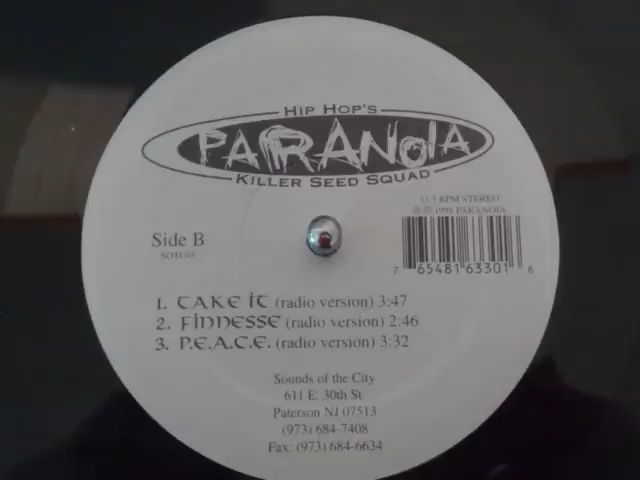 HIP HOP'S
PARANOIA
KILLER SEED SQUAD
33.3 RPM STEREO
℗ © 1998 PARANOIA
Side B
7 65481 63301 6
1. TAKE IT (radio version) 3:47
2. FINNESSE (radio version) 2:46
3. P.E.A.C.E. (radio version) 3:32
Sounds of the City
611 E. 30th St.
Paterson NJ 07513
(973) 684-7408
Fax: (973) 684-6634